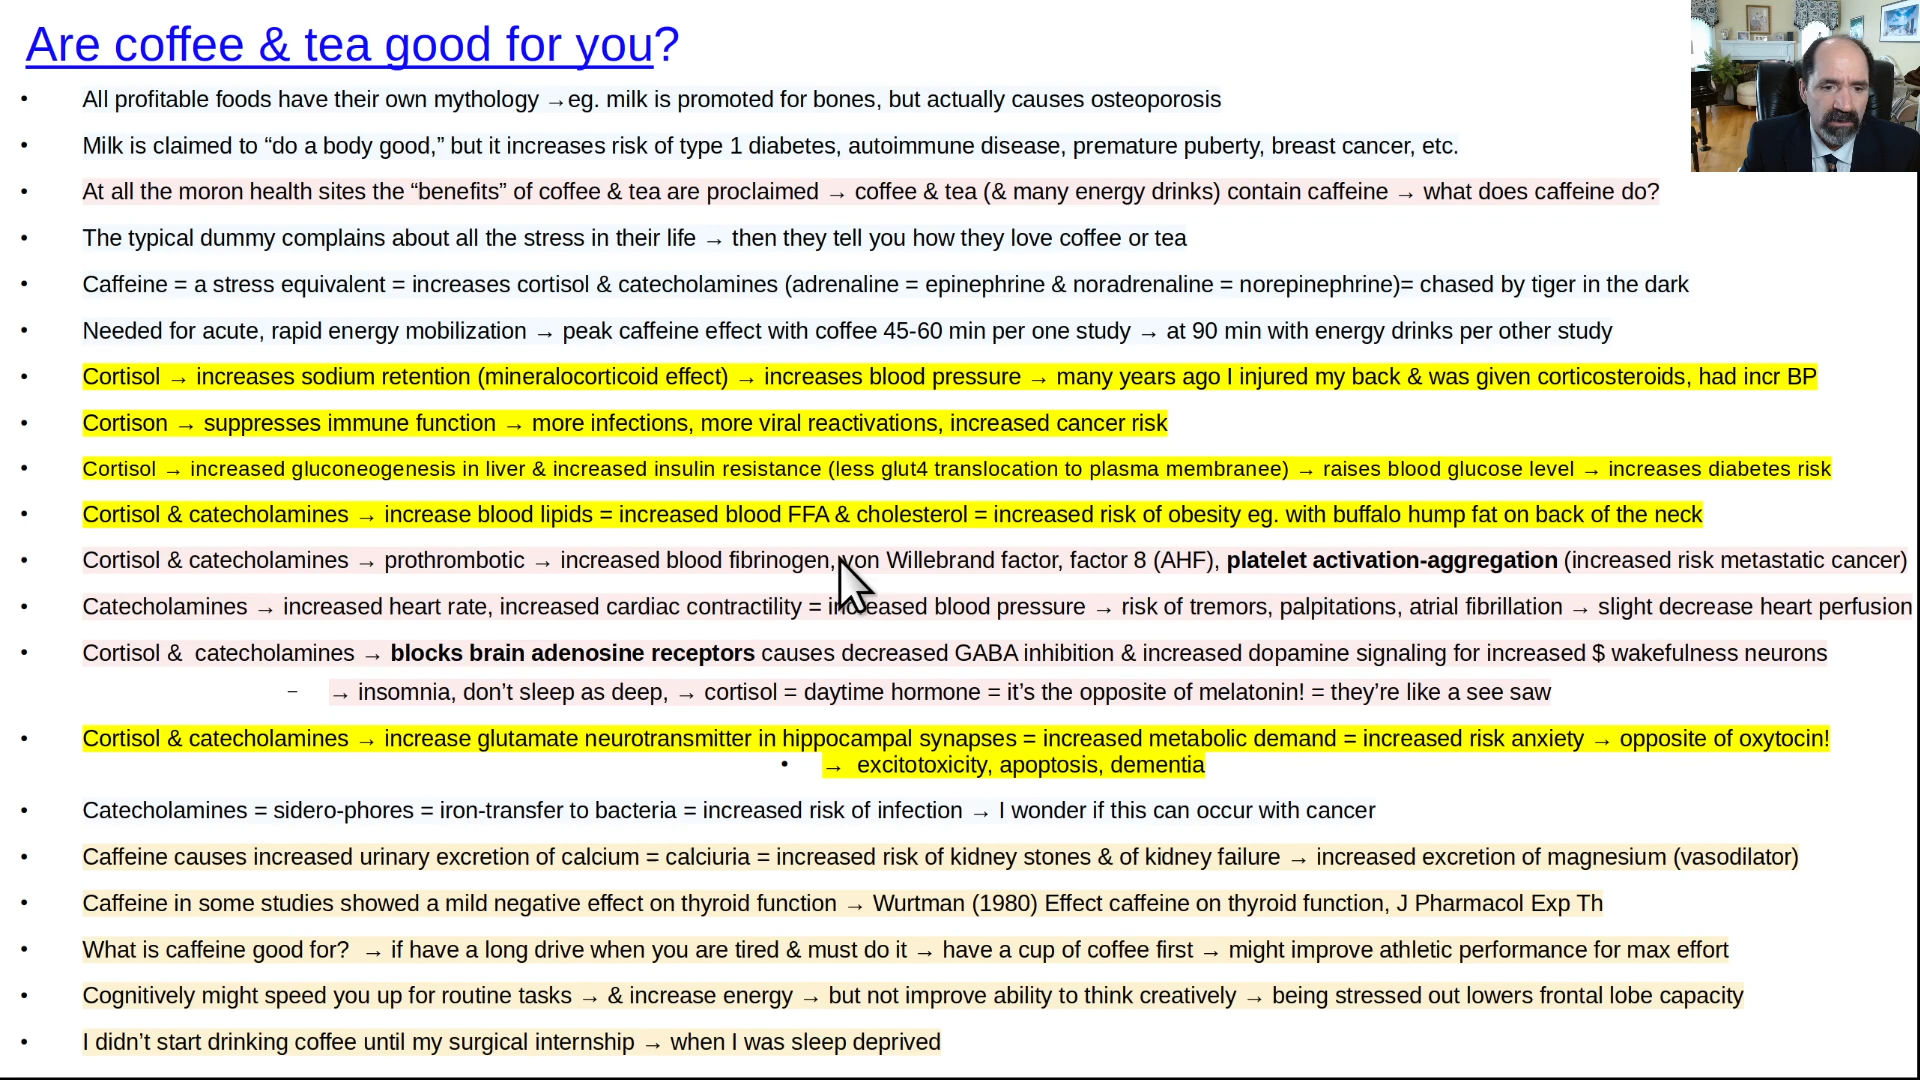 Are coffee & tea good for you?
• All profitable foods have their own mythology →eg. milk is promoted for bones, but actually causes osteoporosis
• Milk is claimed to “do a body good,” but it increases risk of type 1 diabetes, autoimmune disease, premature puberty, breast cancer, etc.
• At all the moron health sites the “benefits” of coffee & tea are proclaimed → coffee & tea (& many energy drinks) contain caffeine → what does caffeine do?
• The typical dummy complains about all the stress in their life → then they tell you how they love coffee or tea
• Caffeine = a stress equivalent = increases cortisol & catecholamines (adrenaline = epinephrine & noradrenaline = norepinephrine)= chased by tiger in the dark
• Needed for acute, rapid energy mobilization → peak caffeine effect with coffee 45-60 min per one study → at 90 min with energy drinks per other study
• Cortisol → increases sodium retention (mineralocorticoid effect) → increases blood pressure → many years ago I injured my back & was given corticosteroids, had incr BP
• Cortison → suppresses immune function → more infections, more viral reactivations, increased cancer risk
• Cortisol → increased gluconeogenesis in liver & increased insulin resistance (less glut4 translocation to plasma membranee) → raises blood glucose level → increases diabetes risk
• Cortisol & catecholamines → increase blood lipids = increased blood FFA & cholesterol = increased risk of obesity eg. with buffalo hump fat on back of the neck
• Cortisol & catecholamines → prothrombotic → increased blood fibrinogen, von Willebrand factor, factor 8 (AHF), platelet activation-aggregation (increased risk metastatic cancer)
• Catecholamines → increased heart rate, increased cardiac contractility = increased blood pressure → risk of tremors, palpitations, atrial fibrillation → slight decrease heart perfusion
• Cortisol & catecholamines → blocks brain adenosine receptors causes decreased GABA inhibition & increased dopamine signaling for increased $ wakefulness neurons
– → insomnia, don’t sleep as deep, → cortisol = daytime hormone = it’s the opposite of melatonin! = they’re like a see saw
• Cortisol & catecholamines → increase glutamate neurotransmitter in hippocampal synapses = increased metabolic demand = increased risk anxiety → opposite of oxytocin!
• → excitotoxicity, apoptosis, dementia
• Catecholamines = sidero-phores = iron-transfer to bacteria = increased risk of infection → I wonder if this can occur with cancer
• Caffeine causes increased urinary excretion of calcium = calciuria = increased risk of kidney stones & of kidney failure → increased excretion of magnesium (vasodilator)
• Caffeine in some studies showed a mild negative effect on thyroid function → Wurtman (1980) Effect caffeine on thyroid function, J Pharmacol Exp Th
• What is caffeine good for? → if have a long drive when you are tired & must do it → have a cup of coffee first → might improve athletic performance for max effort
• Cognitively might speed you up for routine tasks → & increase energy → but not improve ability to think creatively → being stressed out lowers frontal lobe capacity
• I didn’t start drinking coffee until my surgical internship → when I was sleep deprived